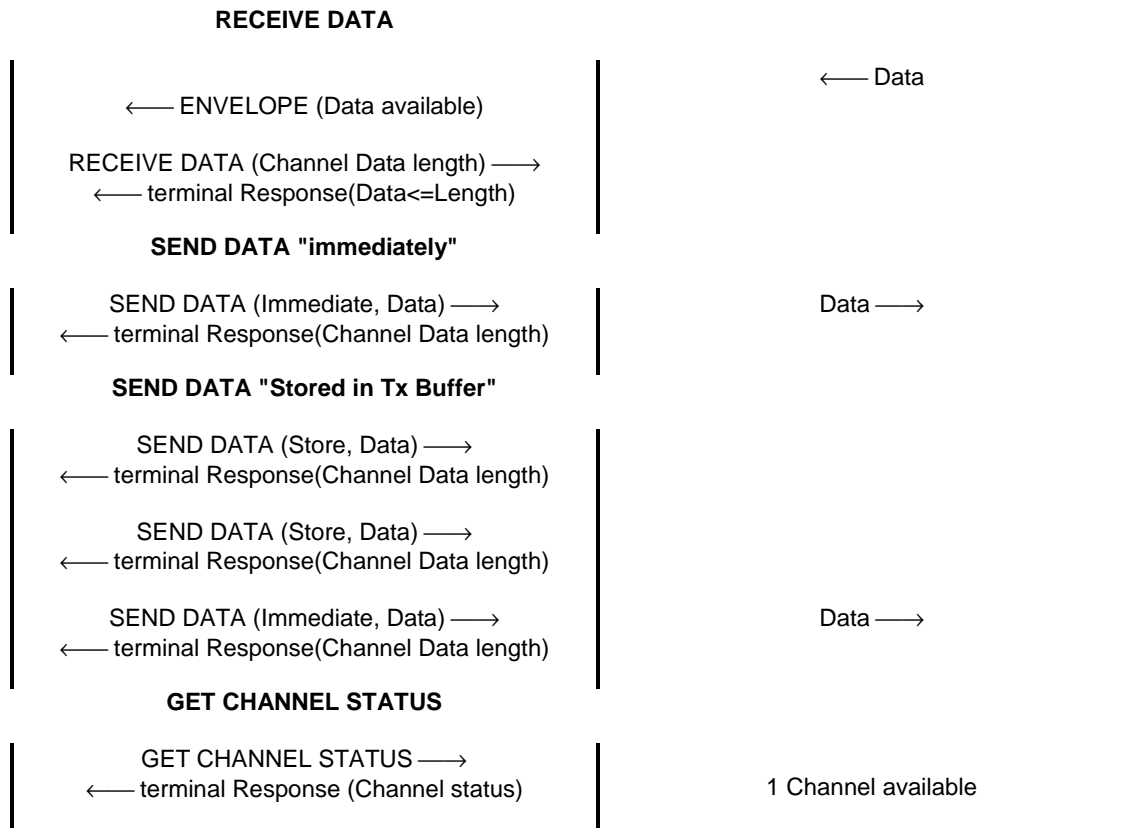 RECEIVE DATA
⟵ Data
⟵ ENVELOPE (Data available)
RECEIVE DATA (Channel Data length) ⟶
⟵ terminal Response(Data<=Length)
SEND DATA "immediately"
SEND DATA (Immediate, Data) ⟶ Data ⟶
⟵ terminal Response(Channel Data length)
SEND DATA "Stored in Tx Buffer"
SEND DATA (Store, Data) ⟶
⟵ terminal Response(Channel Data length)
SEND DATA (Store, Data) ⟶
⟵ terminal Response(Channel Data length)
SEND DATA (Immediate, Data) ⟶ Data ⟶
⟵ terminal Response(Channel Data length)
GET CHANNEL STATUS
GET CHANNEL STATUS ⟶
⟵ terminal Response (Channel status) 1 Channel available